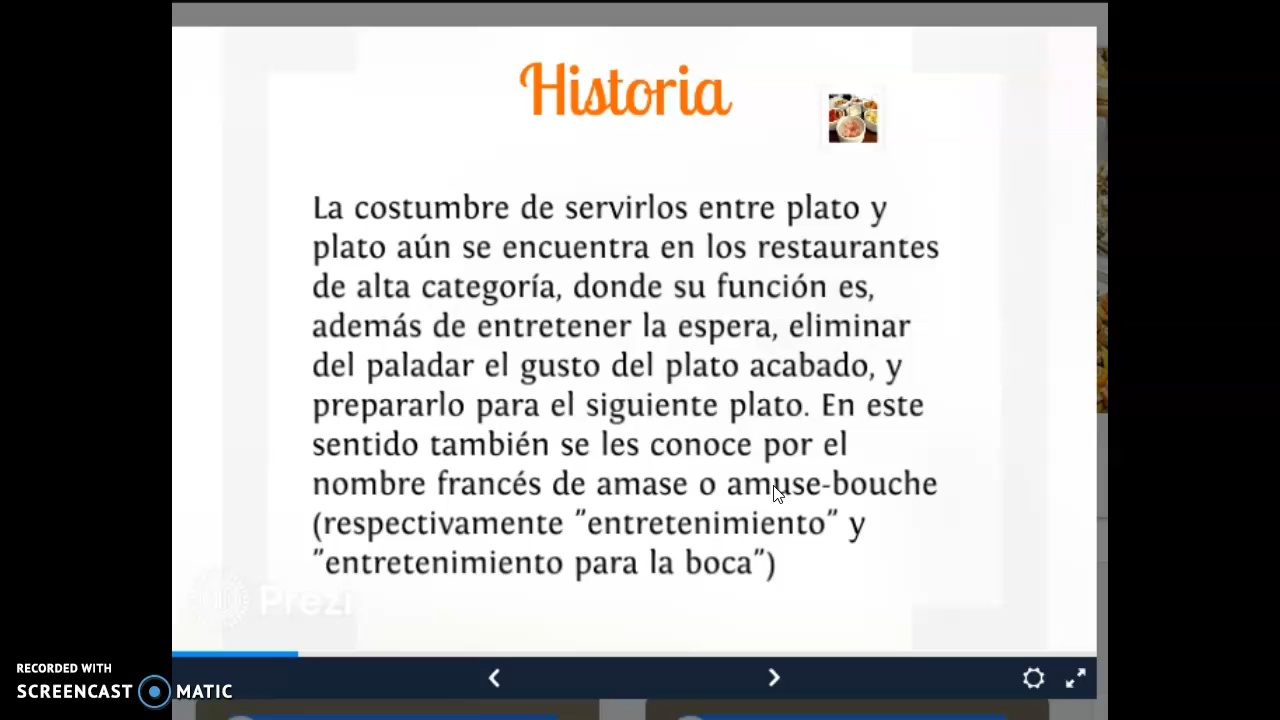 Historia
La costumbre de servirlos entre plato y
plato aún se encuentra en los restaurantes
de alta categoría, donde su función es,
además de entretener la espera, eliminar
del paladar el gusto del plato acabado, y
prepararlo para el siguiente plato. En este
sentido también se les conoce por el
nombre francés de amase o amuse-bouche
(respectivamente "entretenimiento" y
"entretenimiento para la boca")
Prezi
RECORDED WITH
SCREENCAST MATIC